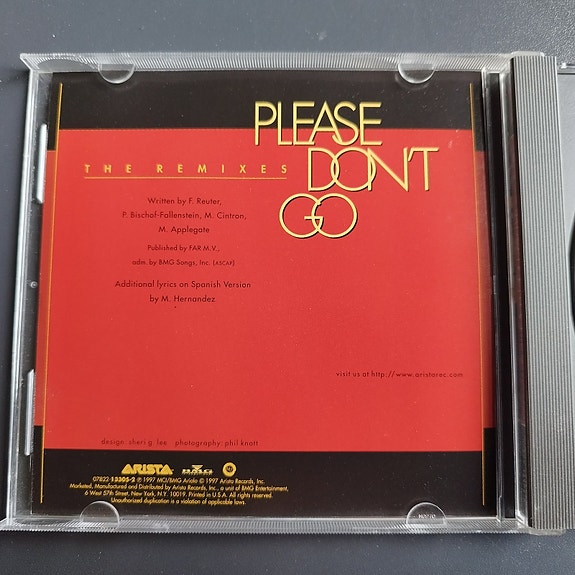 PLEASE
DON'T
GO
THE REMIXES
Written by F. Reuter,
P. Bischof-Fallenstein, M. Cintron,
M. Applegate
Published by FAR M.V.,
adm. by BMG Songs, Inc. (ASCAP)
Additional lyrics on Spanish Version
by M. Hernandez
visit us at http://www.aristarec.com
design: sheri g. lee photography: phil knott
ARISTA BMG
07822-13305-2 ℗ 1997 MCI/BMG Ariola © 1997 Arista Records, Inc.
Marketed, Manufactured and Distributed by Arista Records, Inc., a unit of BMG Entertainment,
6 West 57th Street, New York, N.Y. 10019. Printed in U.S.A. All rights reserved.
Unauthorized duplication is a violation of applicable laws.